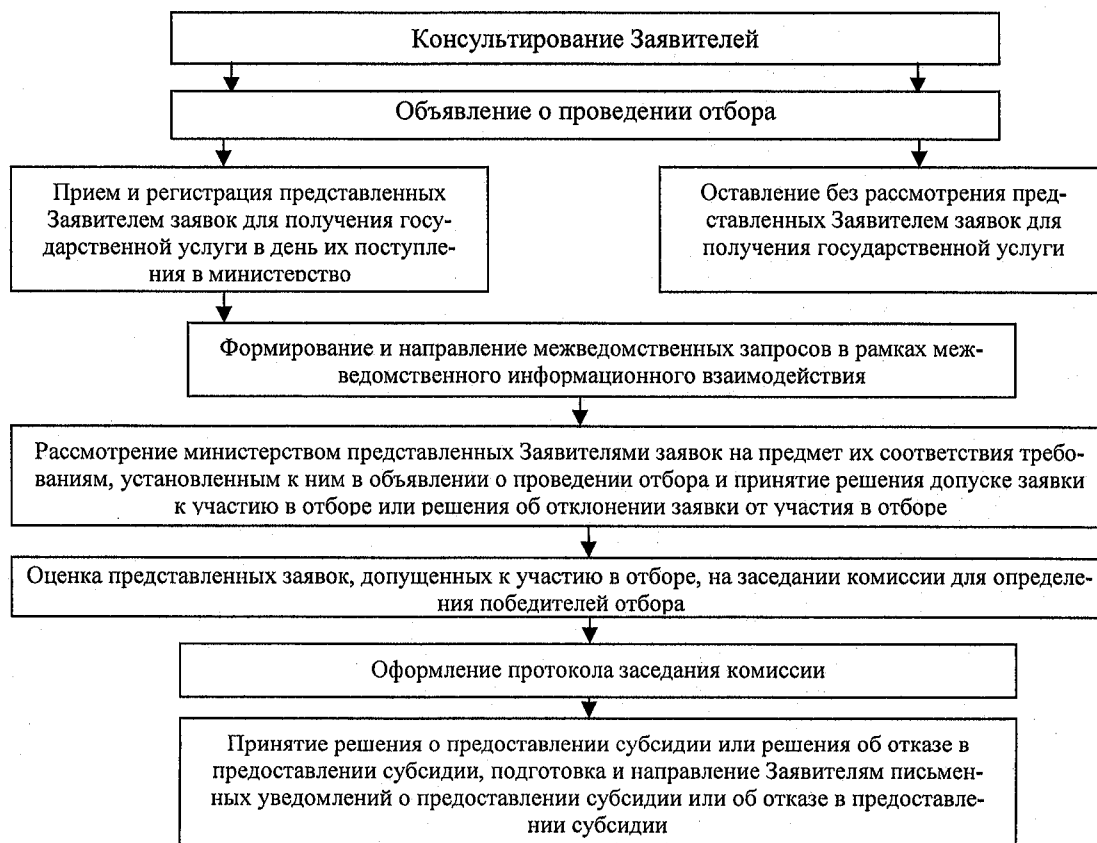 Консультирование Заявителей
Объявление о проведении отбора
Прием и регистрация представленных
Заявителем заявок для получения госу-
дарственной услуги в день их поступле-
ния в министерство
Оставление без рассмотрения пред-
ставленных Заявителем заявок для
получения государственной услуги
Формирование и направление межведомственных запросов в рамках меж-
ведомственного информационного взаимодействия
Рассмотрение министерством представленных Заявителями заявок на предмет их соответствия требо-
ваниям, установленным к ним в объявлении о проведении отбора и принятие решения допуске заявки
к участию в отборе или решения об отклонении заявки от участия в отборе
Оценка представленных заявок, допущенных к участию в отборе, на заседании комиссии для определе-
ния победителей отбора
Оформление протокола заседания комиссии
Принятие решения о предоставлении субсидии или решения об отказе в
предоставлении субсидии, подготовка и направление Заявителям письмен-
ных уведомлений о предоставлении субсидии или об отказе в предоставле-
нии субсидии